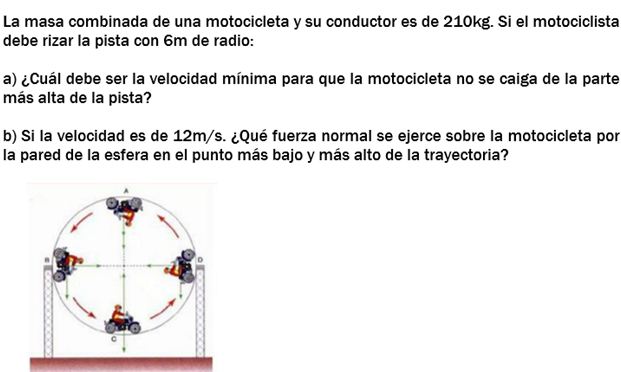 La masa combinada de una motocicleta y su conductor es de 210kg. Si el motociclista
debe rizar la pista con 6m de radio:
a) ¿Cuál debe ser la velocidad mínima para que la motocicleta no se caiga de la parte
más alta de la pista?
b) Si la velocidad es de 12m/s. ¿Qué fuerza normal se ejerce sobre la motocicleta por
la pared de la esfera en el punto más bajo y más alto de la trayectoria?
A
B
D
C